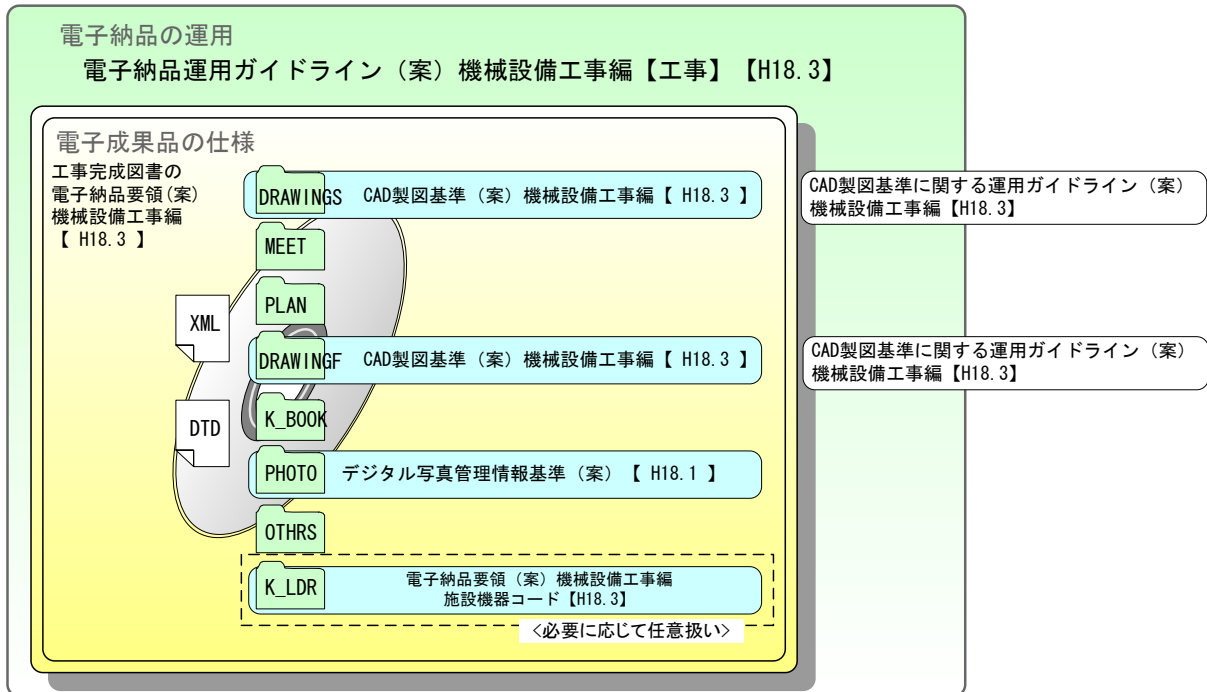 電子納品の運用
電子納品運用ガイドライン（案）機械設備工事編【工事】【H18.3】
電子成果品の仕様
工事完成図書の
電子納品要領(案)
機械設備工事編
【 H18.3 】
DRAWINGS CAD製図基準（案）機械設備工事編【 H18.3 】
CAD製図基準に関する運用ガイドライン（案）
機械設備工事編【H18.3】
MEET
PLAN
XML
DRAWINGF CAD製図基準（案）機械設備工事編【 H18.3 】
CAD製図基準に関する運用ガイドライン（案）
機械設備工事編【H18.3】
K_BOOK
DTD
PHOTO デジタル写真管理情報基準（案）【 H18.1 】
OTHRS
K_LDR
電子納品要領（案）機械設備工事編
施設機器コード【H18.3】
<必要に応じて任意扱い>